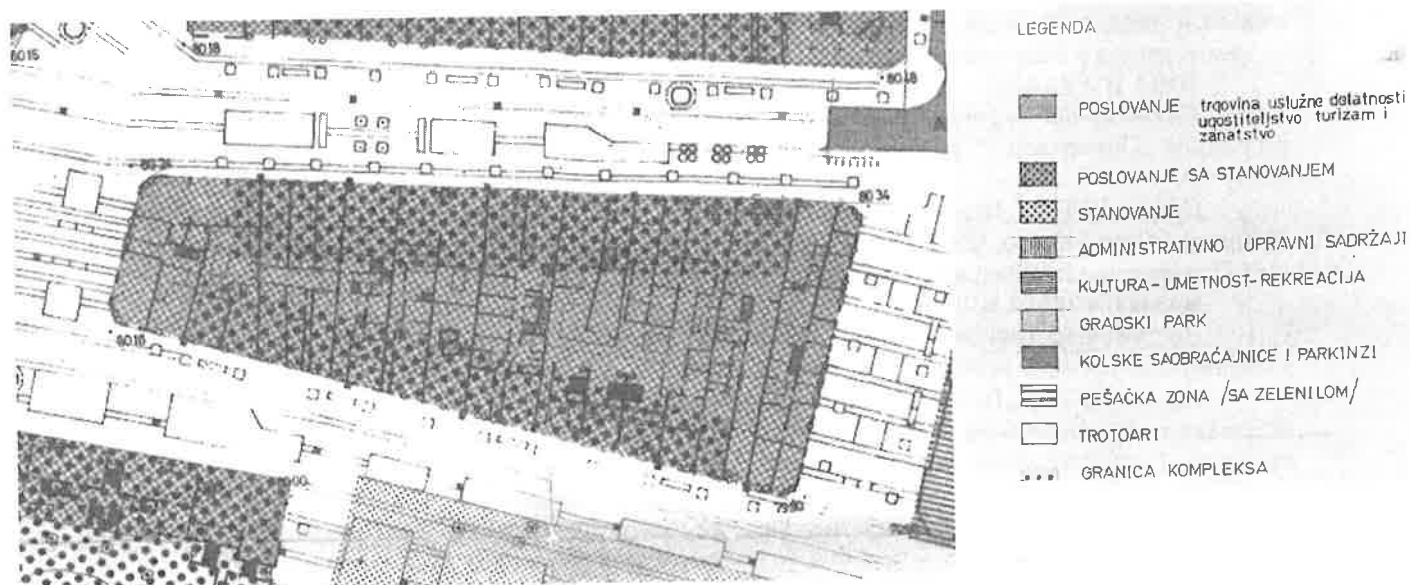 80.18
80.15
80.18
80.34
80.34
80.10
79.90
LEGENDA
POSLOVANJE trgovina uslužne delatnosti
ugostiteljstvo turizam i
zanatstvo
POSLOVANJE SA STANOVANJEM
STANOVANJE
ADMINISTRATIVNO UPRAVNI SADRŽAJI
KULTURA-UMETNOST-REKREACIJA
GRADSKI PARK
KOLSKE SAOBRAĆAJNICE I PARKINZI
PEŠAČKA ZONA /SA ZELENILOM/
TROTOARI
GRANICA KOMPLEKSA